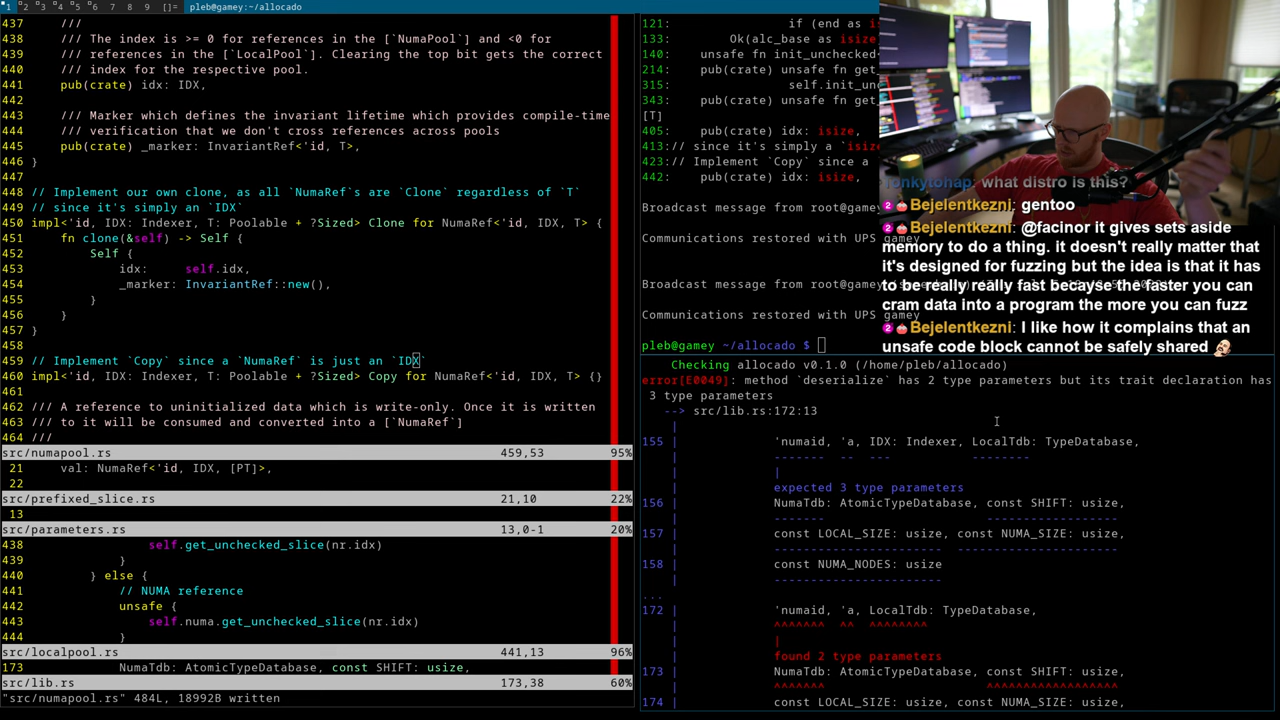 1 2 3 4 5 6 7 8 9 []= pleb@gamey:~/allocado
437 ///
438 /// The index is >= 0 for references in the [`NumaPool`] and <0 for
439 /// references in the [`LocalPool`]. Clearing the top bit gets the correct
440 /// index for the respective pool.
441 pub(crate) idx: IDX,
442
443 /// Marker which defines the invariant lifetime which provides compile-time
444 /// verification that we don't cross references across pools
445 pub(crate) _marker: InvariantRef<'id, T>,
446 }
447
448 // Implement our own clone, as all `NumaRef`s are `Clone` regardless of `T`
449 // since it's simply an `IDX`
450 impl<'id, IDX: Indexer, T: Poolable + ?Sized> Clone for NumaRef<'id, IDX, T> {
451 fn clone(&self) -> Self {
452 Self {
453 idx: self.idx,
454 _marker: InvariantRef::new(),
455 }
456 }
457 }
458
459 // Implement `Copy` since a `NumaRef` is just an `IDX`
460 impl<'id, IDX: Indexer, T: Poolable + ?Sized> Copy for NumaRef<'id, IDX, T> {}
461
462 /// A reference to uninitialized data which is write-only. Once it is written
463 /// to it will be consumed and converted into a [`NumaRef`]
464 ///
src/numapool.rs 459,53 95%
21 val: NumaRef<'id, IDX, [PT]>,
22
src/prefixed_slice.rs 21,10 22%
13
src/parameters.rs 13,0-1 20%
438 self.get_unchecked_slice(nr.idx)
439 }
440 } else {
441 // NUMA reference
442 unsafe {
443 self.numa.get_unchecked_slice(nr.idx)
444 }
src/localpool.rs 441,13 96%
173 NumaTdb: AtomicTypeDatabase, const SHIFT: usize,
src/lib.rs 173,38 60%
"src/numapool.rs" 484L, 18992B written
121: if (end as is
133: Ok(alc_base as isize
140: unsafe fn init_unchecked
214: pub(crate) unsafe fn get_
315: self.init_unc
343: pub(crate) unsafe fn get_
[T]
405: pub(crate) idx: isize,
413:// since it's simply a `isize
423:// Implement `Copy` since a `
442: pub(crate) idx: isize,
Broadcast message from root@gamey
Communications restored with UPS gamey
Broadcast message from root@gamey
Communications restored with UPS gamey
pleb@gamey ~/allocado $
what distro is this?
Bejelentkezni: gentoo
Bejelentkezni: @facinor it gives sets aside
memory to do a thing. it doesn't really matter that
it's designed for fuzzing but the idea is that it has
to be really really fast because the faster you can
cram data into a program the more you can fuzz
Bejelentkezni: I like how it complains that an
unsafe code block cannot be safely shared
Checking allocado v0.1.0 (/home/pleb/allocado)
error[E0049]: method `deserialize` has 2 type parameters but its trait declaration has
3 type parameters
--> src/lib.rs:172:13
155 | 'numaid, 'a, IDX: Indexer, LocalTdb: TypeDatabase,
expected 3 type parameters
156 | NumaTdb: AtomicTypeDatabase, const SHIFT: usize,
157 | const LOCAL_SIZE: usize, const NUMA_SIZE: usize,
158 | const NUMA_NODES: usize
...
172 | 'numaid, 'a, LocalTdb: TypeDatabase,
found 2 type parameters
173 | NumaTdb: AtomicTypeDatabase, const SHIFT: usize,
174 | const LOCAL_SIZE: usize, const NUMA_SIZE: usize,